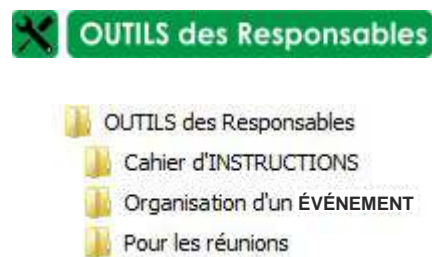 OUTILS des Responsables
OUTILS des Responsables
Cahier d'INSTRUCTIONS
Organisation d'un ÉVÉNEMENT
Pour les réunions